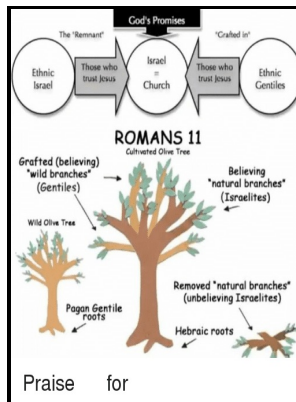 God's Promises
The "Remnant"
"Grafted in"
Ethnic
Israel
Those who
trust Jesus
Israel
=
Church
Those who
trust Jesus
Ethnic
Gentiles
ROMANS 11
Cultivated Olive Tree
Grafted (believing)
"wild branches"
(Gentiles)
Believing
"natural branches"
(Israelites)
Wild Olive Tree
Removed "natural branches"
(unbelieving Israelites)
Pagan Gentile
roots
Hebraic roots
Praise for